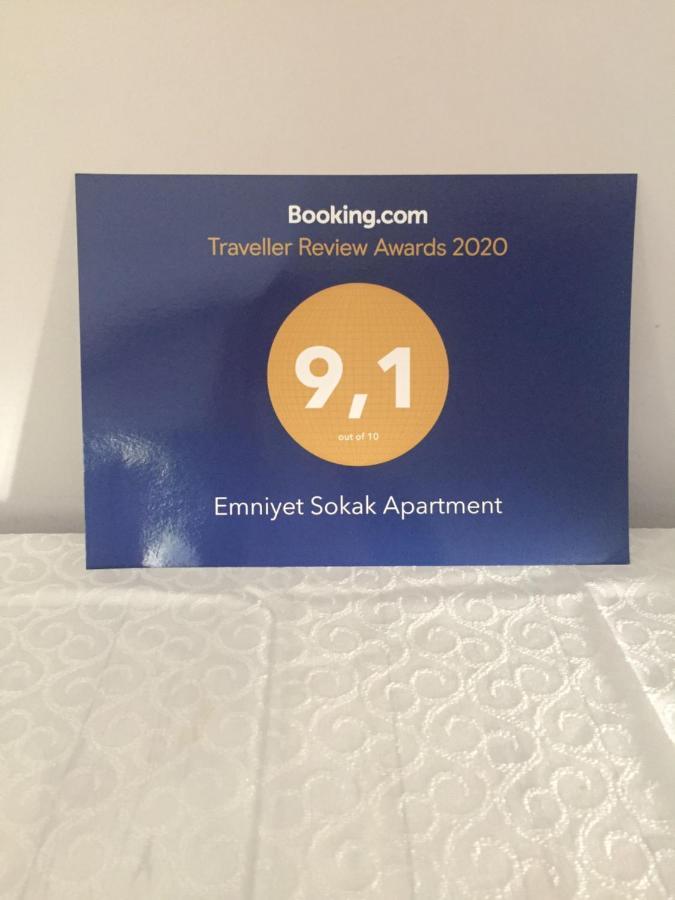 Booking.com
Traveller Review Awards 2020
9,1
out of 10
Emniyet Sokak Apartment